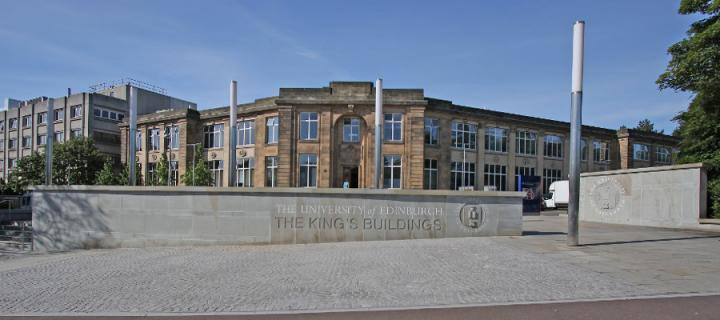 THE UNIVERSITY of EDINBURGH
THE KING'S BUILDINGS